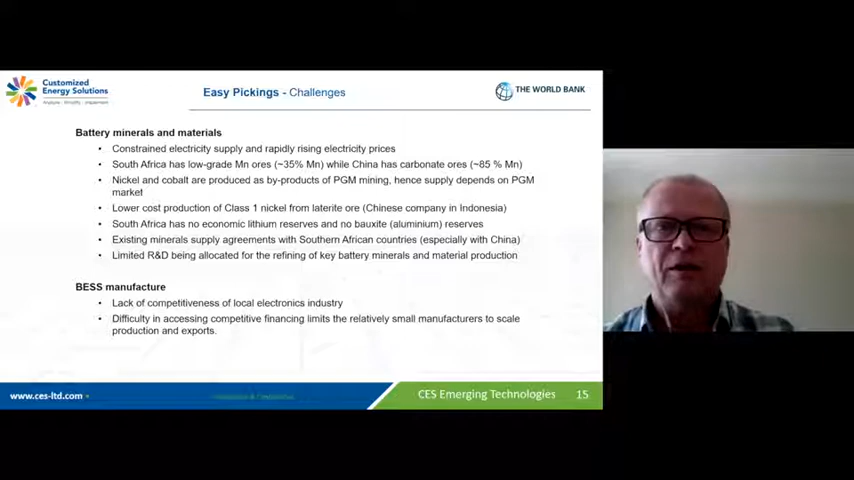 Customized
Energy Solutions
Easy Pickings - Challenges
THE WORLD BANK
Battery minerals and materials
• Constrained electricity supply and rapidly rising electricity prices
• South Africa has low-grade Mn ores (~35% Mn) while China has carbonate ores (~85 % Mn)
• Nickel and cobalt are produced as by-products of PGM mining, hence supply depends on PGM
market
• Lower cost production of Class 1 nickel from laterite ore (Chinese company in Indonesia)
• South Africa has no economic lithium reserves and no bauxite (aluminium) reserves
• Existing minerals supply agreements with Southern African countries (especially with China)
• Limited R&D being allocated for the refining of key battery minerals and material production
BESS manufacture
• Lack of competitiveness of local electronics industry
• Difficulty in accessing competitive financing limits the relatively small manufacturers to scale
production and exports.
www.ces-ltd.com
CES Emerging Technologies 15